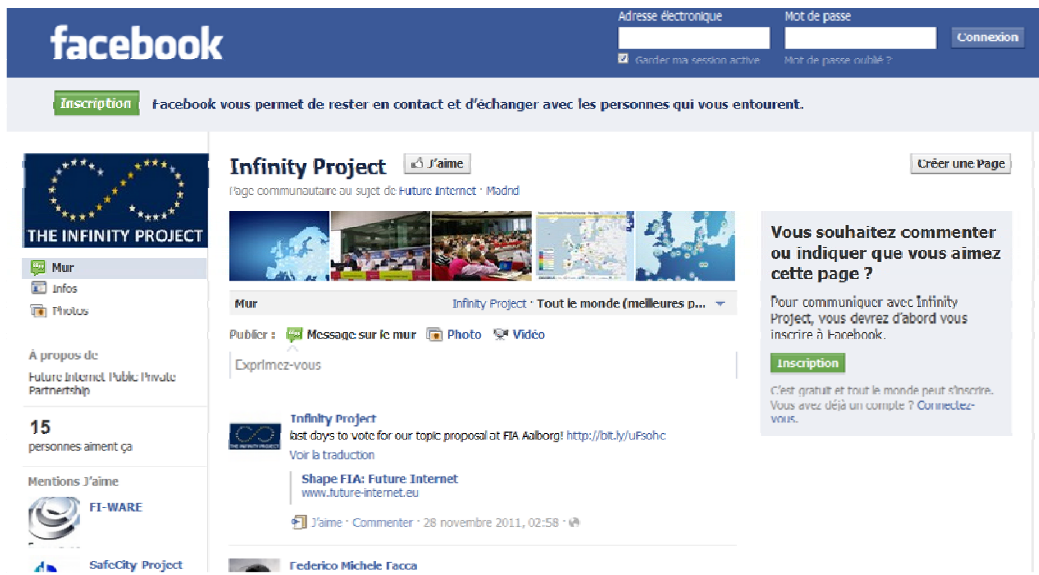 facebook
Adresse électronique
Mot de passe
Connexion
Garder ma session active
Mot de passe oublié ?
Inscription
Facebook vous permet de rester en contact et d'échanger avec les personnes qui vous entourent.
THE INFINITY PROJECT
Mur
Infos
Photos
À propos de
Future Internet Public Private
Partnertship
15
personnes aiment ça
Mentions J'aime
FI-WARE
SafeCity Project
Infinity Project
J'aime
Créer une Page
Page communautaire au sujet de Future Internet · Madrid
Mur
Infinity Project · Tout le monde (meilleures p...
Publier :
Message sur le mur
Photo
Vidéo
Exprimez-vous
Infinity Project
last days to vote for our topic proposal at FIA Aalborg! http://bit.ly/uFsohc
Voir la traduction
Shape FIA: Future Internet
www.future-internet.eu
J'aime · Commenter · 28 novembre 2011, 02:58 ·
Federico Michele Facca
Vous souhaitez commenter
ou indiquer que vous aimez
cette page ?
Pour communiquer avec Infinity
Project, vous devrez d'abord vous
inscrire à Facebook.
Inscription
C'est gratuit et tout le monde peut s'inscrire.
Vous avez déjà un compte ? Connectez-
vous.